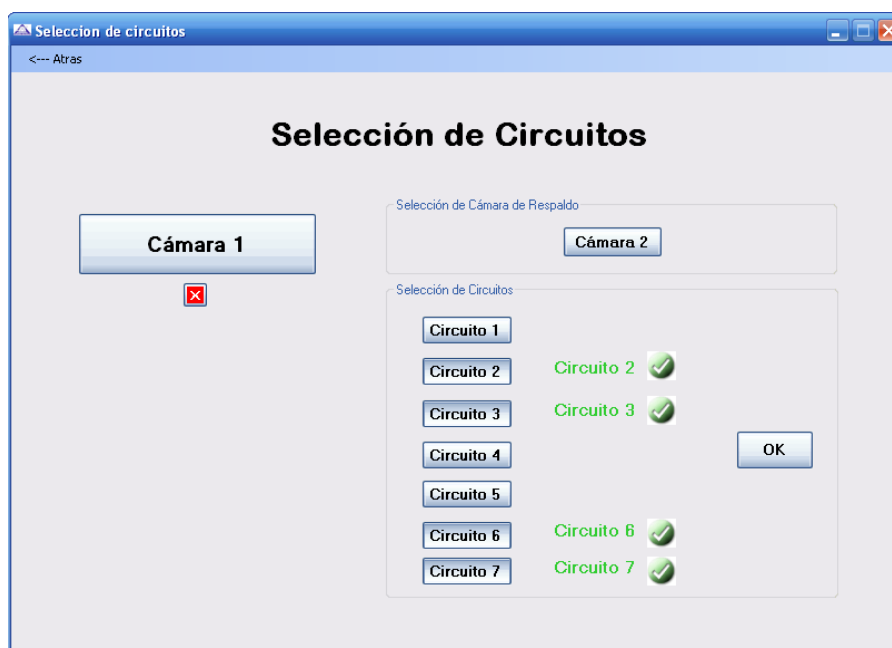 Seleccion de circuitos
<--- Atras
Selección de Circuitos
Cámara 1
Selección de Cámara de Respaldo
Cámara 2
Selección de Circuitos
Circuito 1
Circuito 2 Circuito 2
Circuito 3 Circuito 3
Circuito 4
OK
Circuito 5
Circuito 6 Circuito 6
Circuito 7 Circuito 7